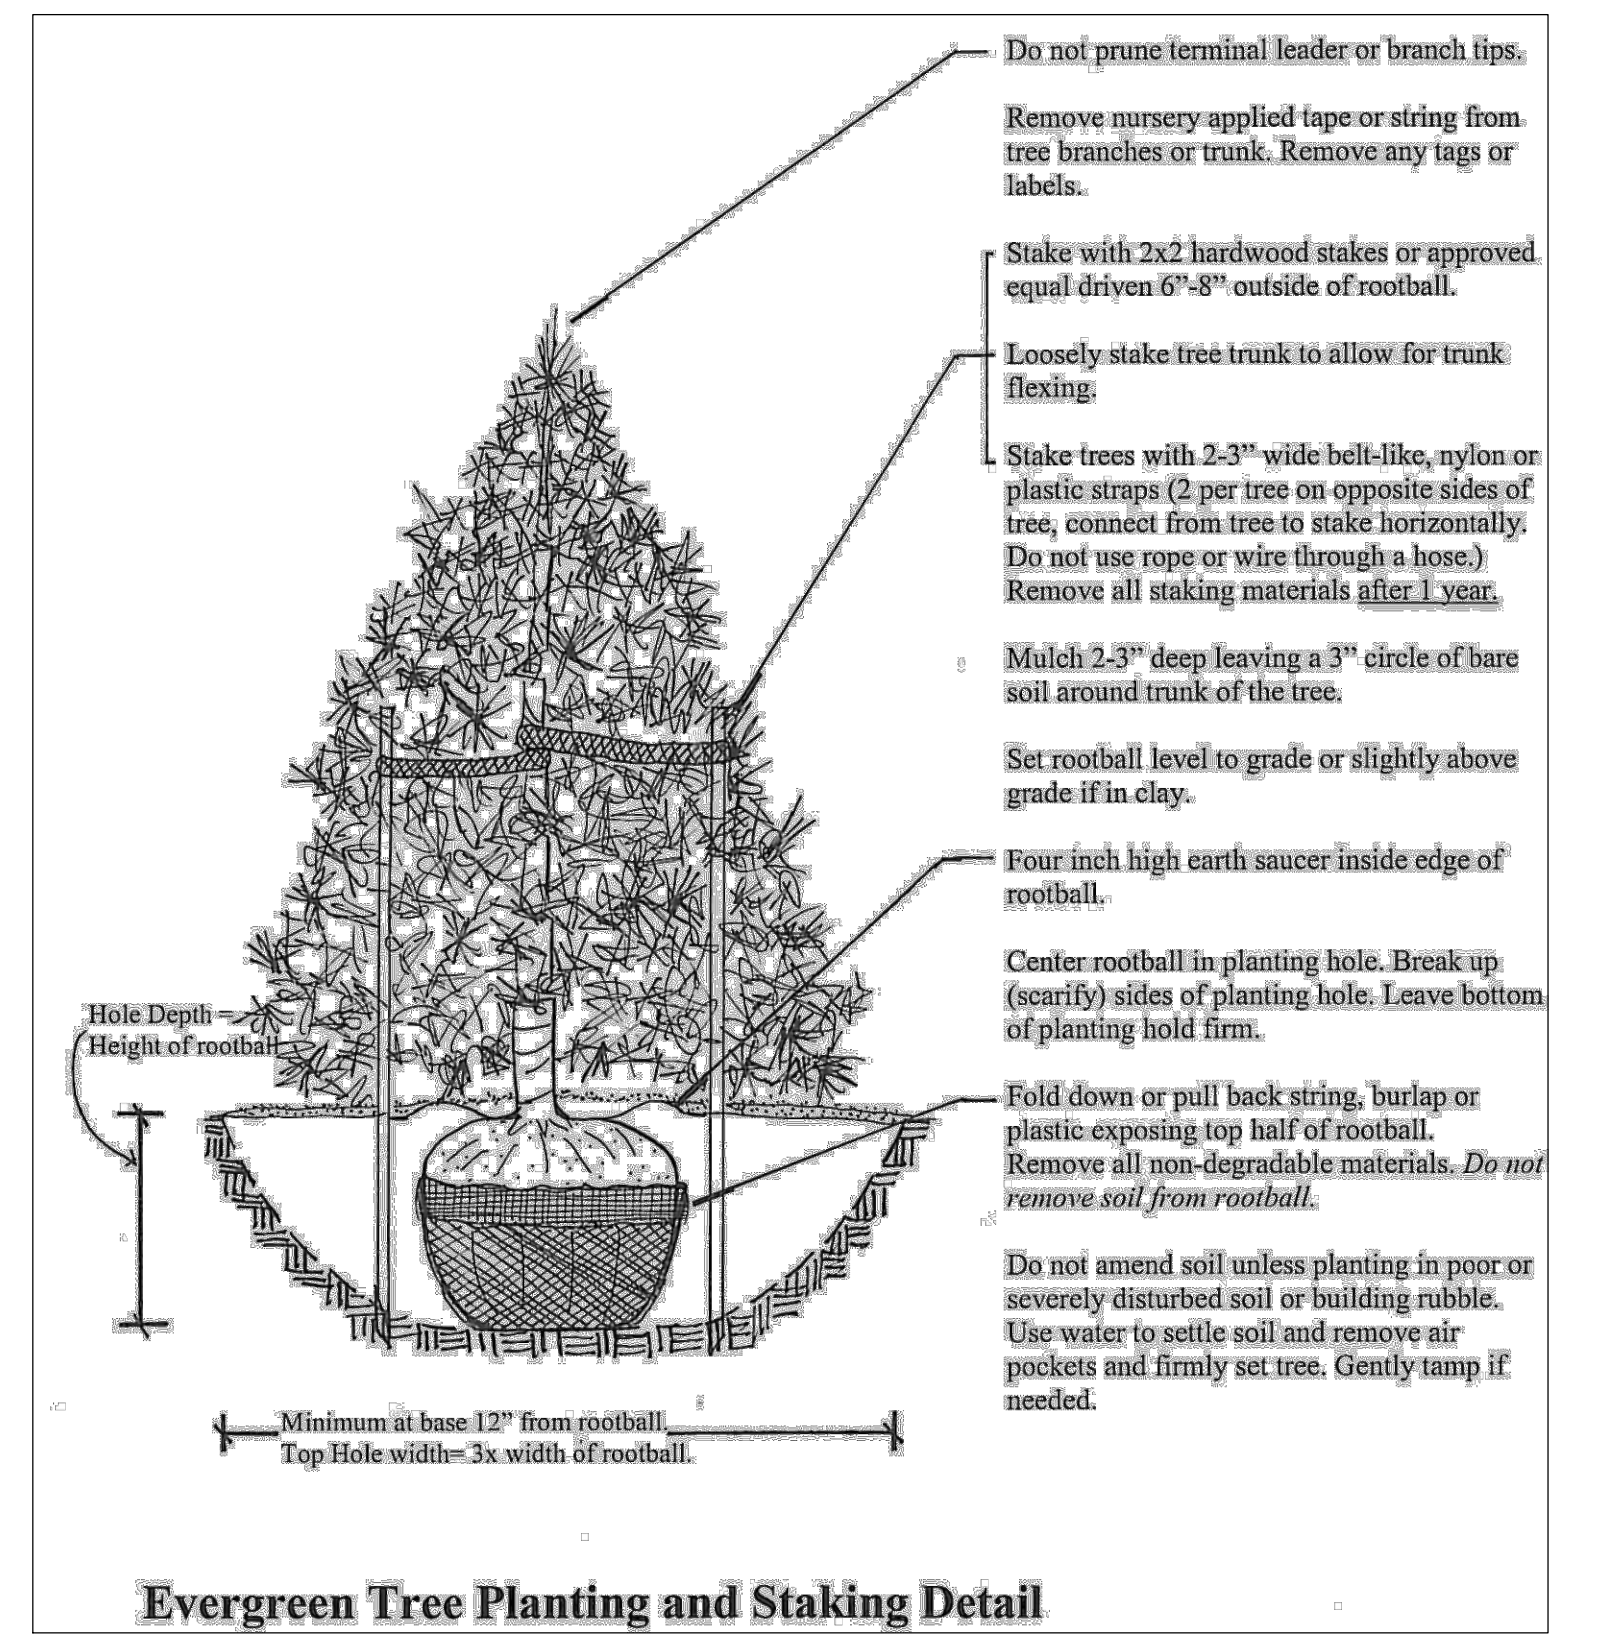 Do not prune terminal leader or branch tips.
Remove nursery applied tape or string from
tree branches or trunk. Remove any tags or
labels.
Stake with 2x2 hardwood stakes or approved
equal driven 6”-8” outside of rootball.
Loosely stake tree trunk to allow for trunk
flexing.
Stake trees with 2-3” wide belt-like, nylon or
plastic straps (2 per tree on opposite sides of
tree, connect from tree to stake horizontally.
Do not use rope or wire through a hose.)
Remove all staking materials after 1 year.
Mulch 2-3” deep leaving a 3” circle of bare
soil around trunk of the tree.
Set rootball level to grade or slightly above
grade if in clay.
Four inch high earth saucer inside edge of
rootball.
Center rootball in planting hole. Break up
(scarify) sides of planting hole. Leave bottom
of planting hold firm.
Fold down or pull back string, burlap or
plastic exposing top half of rootball.
Remove all non-degradable materials. Do not
remove soil from rootball.
Do not amend soil unless planting in poor or
severely disturbed soil or building rubble.
Use water to settle soil and remove air
pockets and firmly set tree. Gently tamp if
needed.
Hole Depth =
Height of rootball
Minimum at base 12” from rootball.
Top Hole width= 3x width of rootball.
Evergreen Tree Planting and Staking Detail